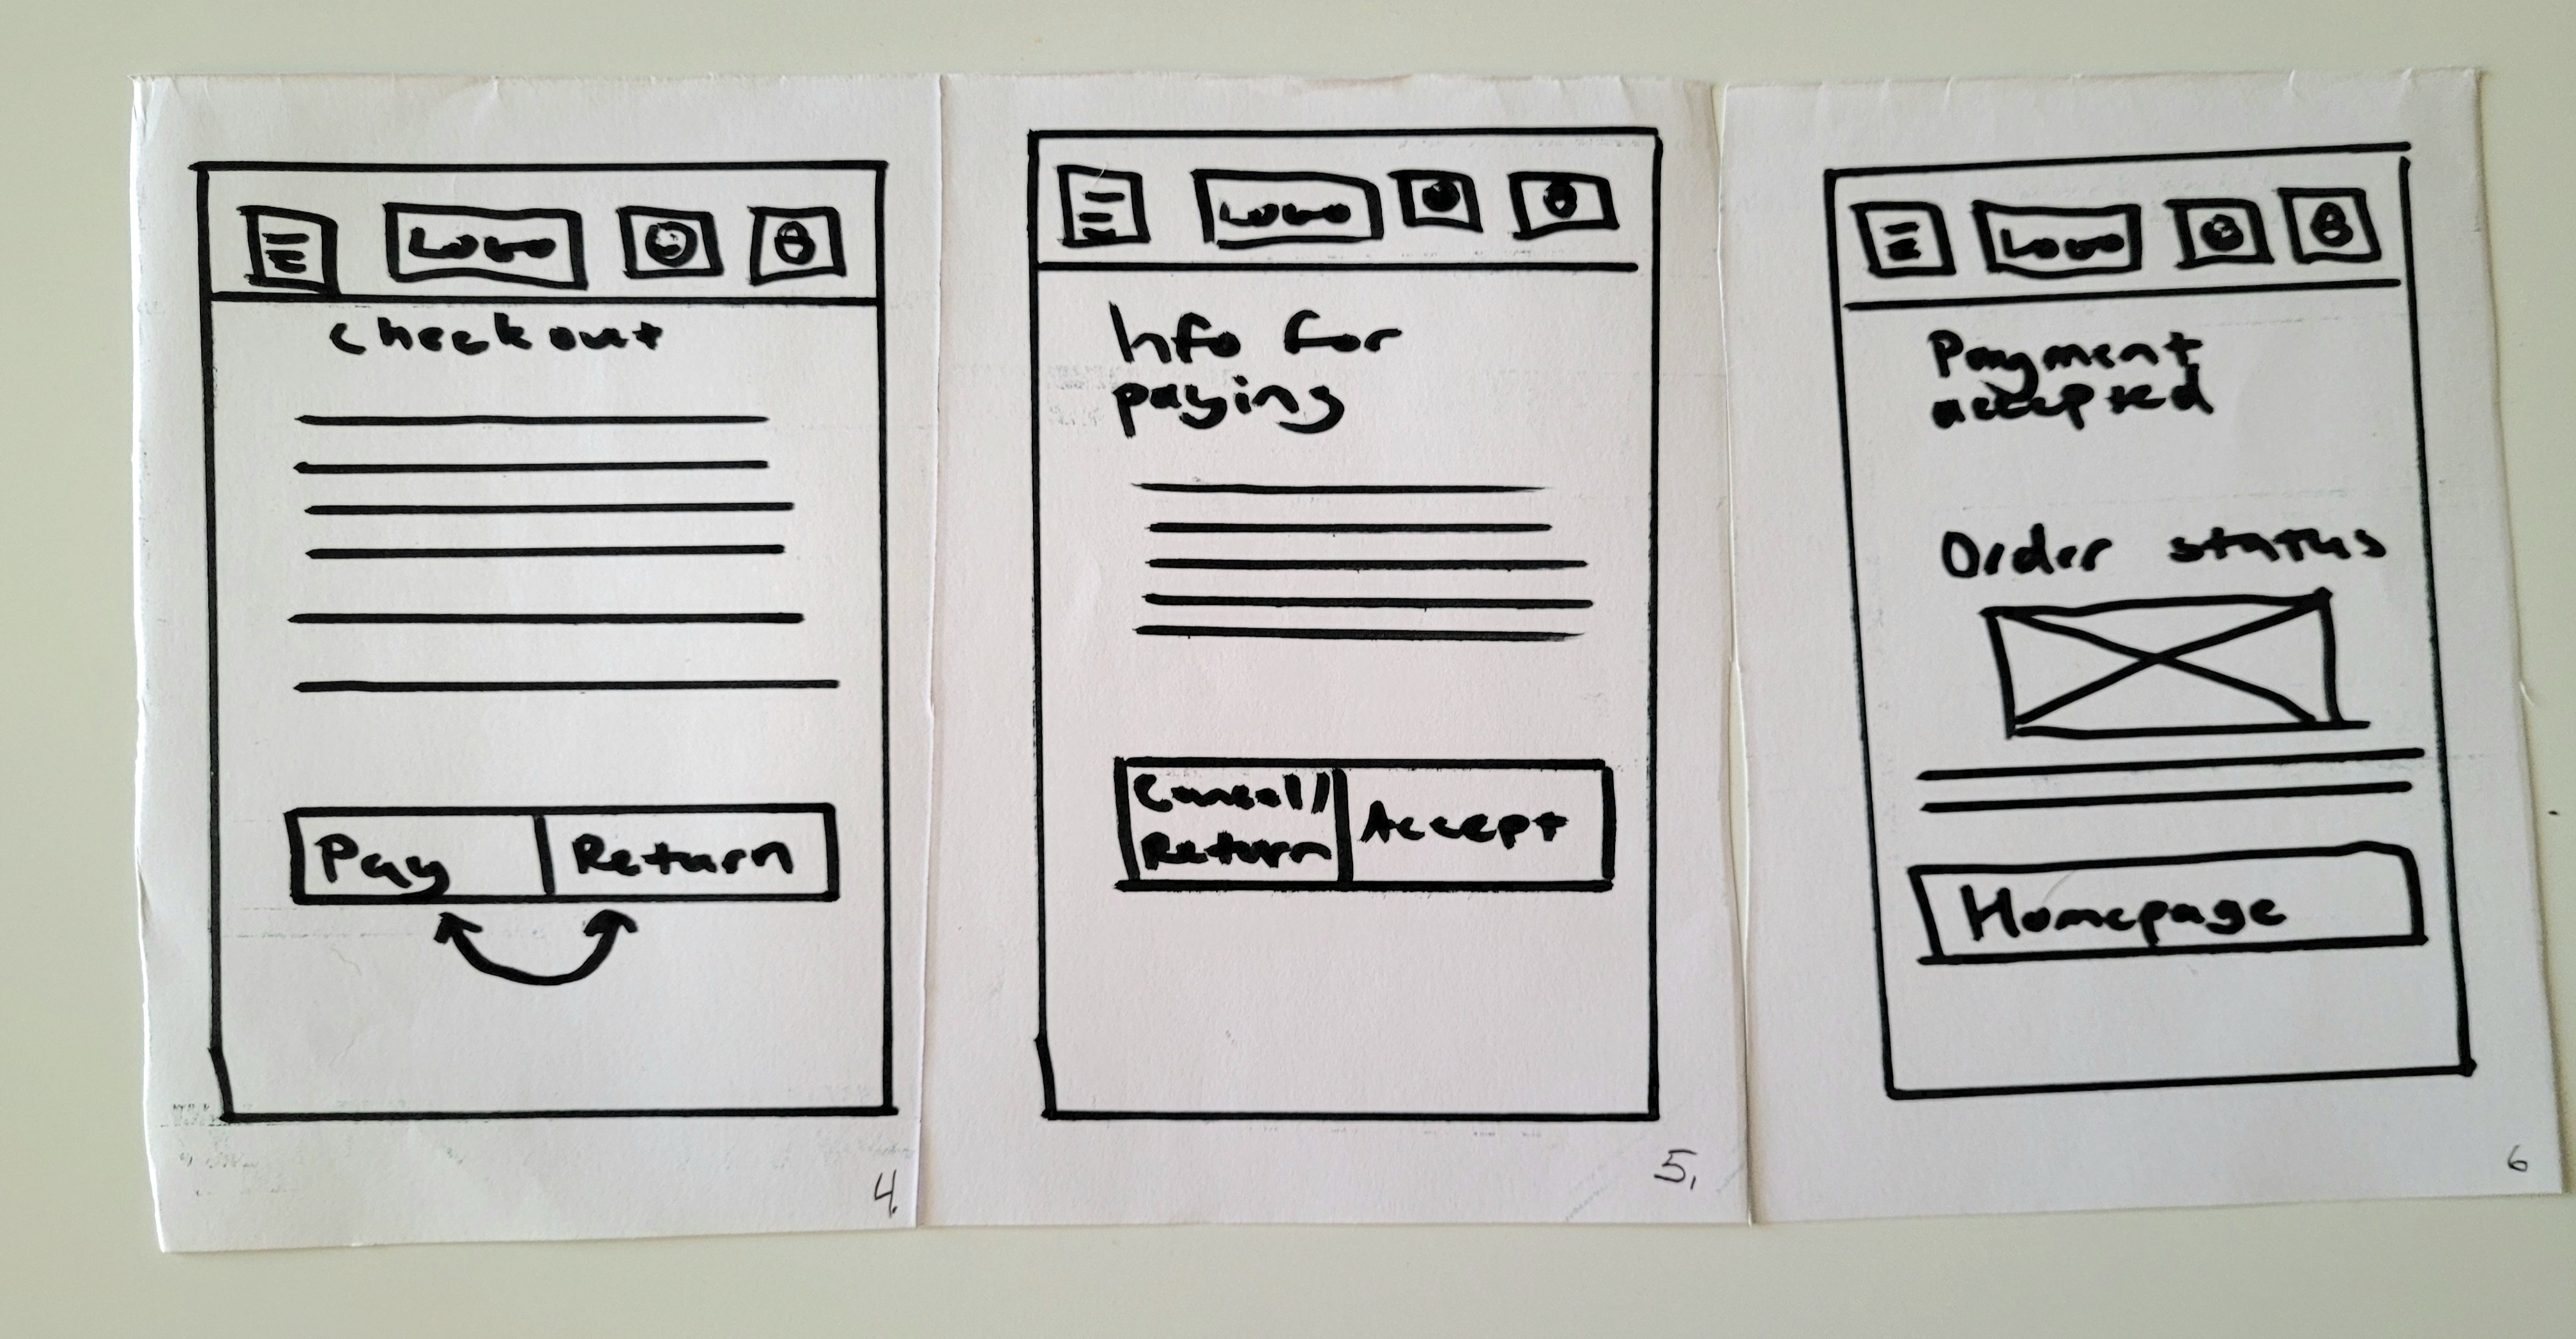 LOGO
checkout
Pay Return
4.
LOGO
Info for
paying
Cancel/
Return Accept
5.
LOGO
Payment
accepted
Order status
Homepage
6